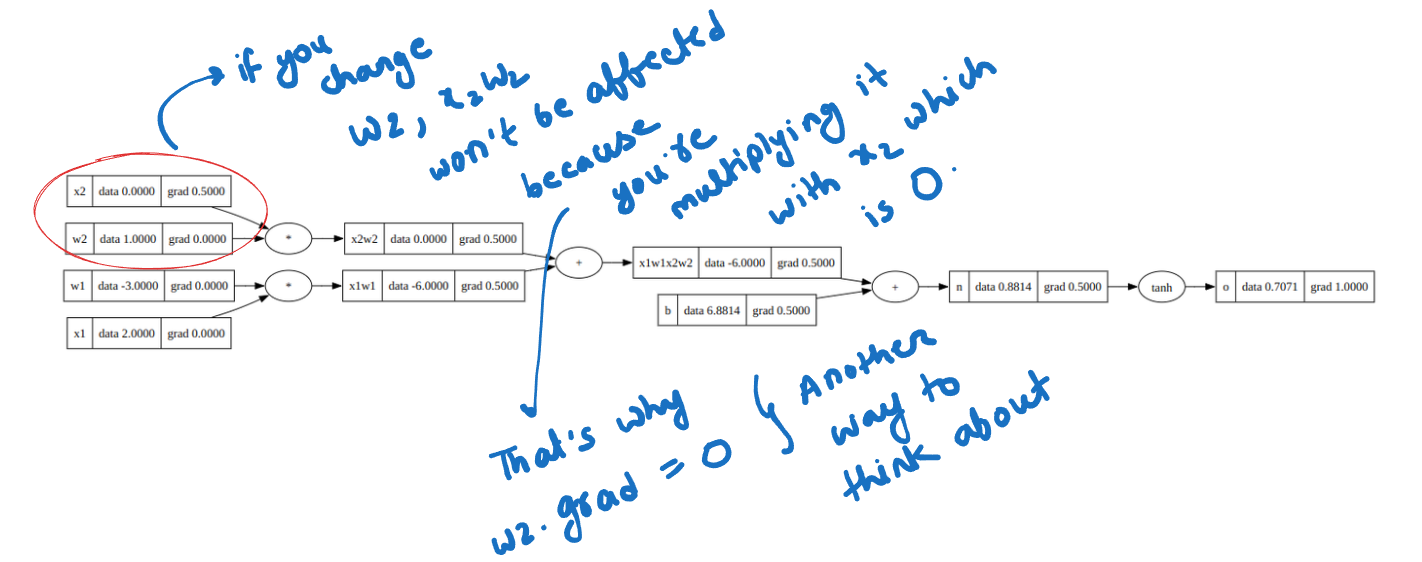 if you
change
w2, x2w2
won't be affected
because
you're
multiplying it
with x2 which
is 0.
x2 data 0.0000 grad 0.5000
w2 data 1.0000 grad 0.0000
*
x2w2 data 0.0000 grad 0.5000
w1 data -3.0000 grad 0.0000
*
x1w1 data -6.0000 grad 0.5000
x1 data 2.0000 grad 0.0000
+
x1w1x2w2 data -6.0000 grad 0.5000
b data 6.8814 grad 0.5000
+
n data 0.8814 grad 0.5000
tanh
o data 0.7071 grad 1.0000
That's why
w2.grad = 0
Another
way to
think about